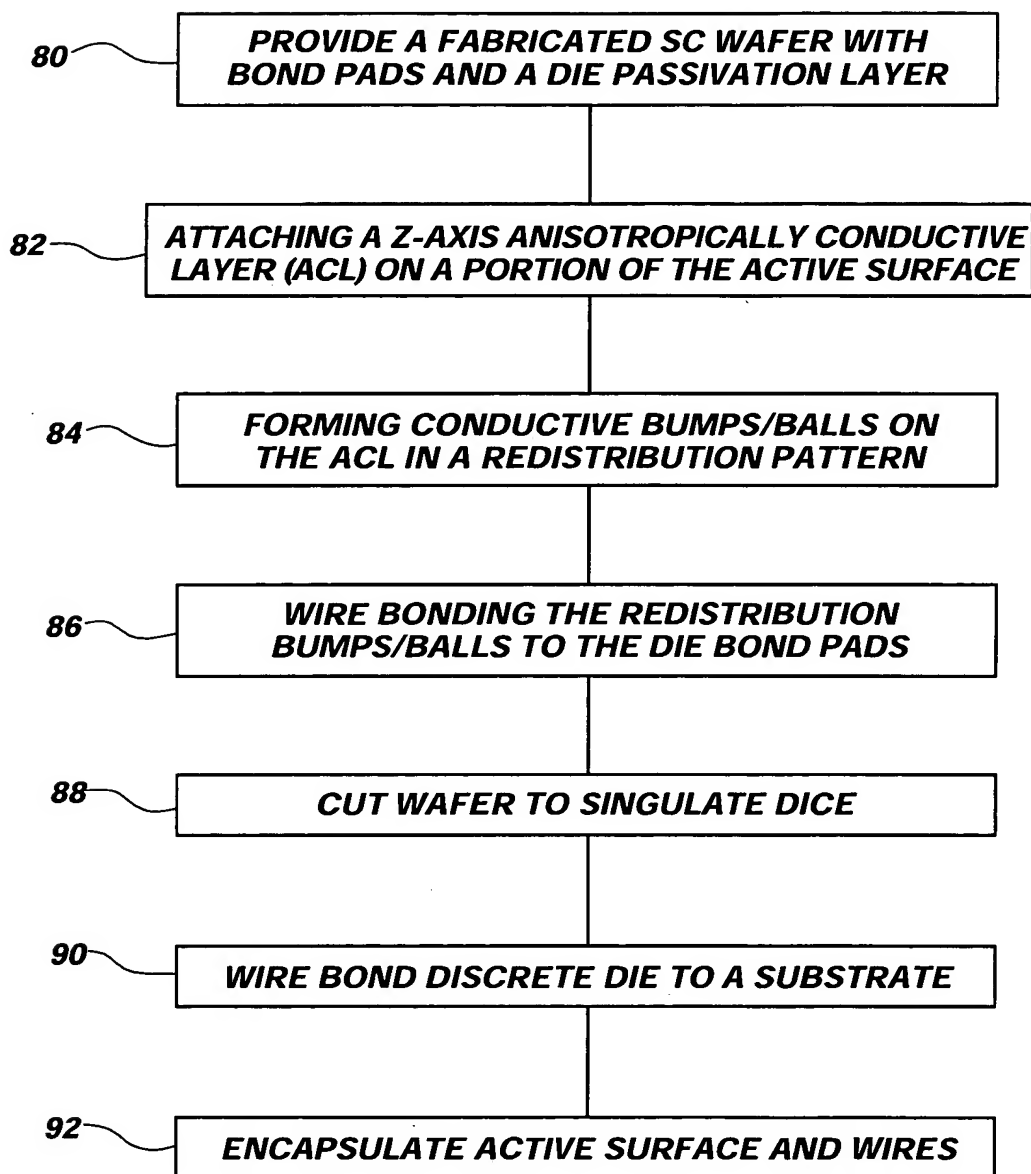 80
PROVIDE A FABRICATED SC WAFER WITH
BOND PADS AND A DIE PASSIVATION LAYER
82
ATTACHING A Z-AXIS ANISOTROPICALLY CONDUCTIVE
LAYER (ACL) ON A PORTION OF THE ACTIVE SURFACE
84
FORMING CONDUCTIVE BUMPS/BALLS ON
THE ACL IN A REDISTRIBUTION PATTERN
86
WIRE BONDING THE REDISTRIBUTION
BUMPS/BALLS TO THE DIE BOND PADS
88
CUT WAFER TO SINGULATE DICE
90
WIRE BOND DISCRETE DIE TO A SUBSTRATE
92
ENCAPSULATE ACTIVE SURFACE AND WIRES